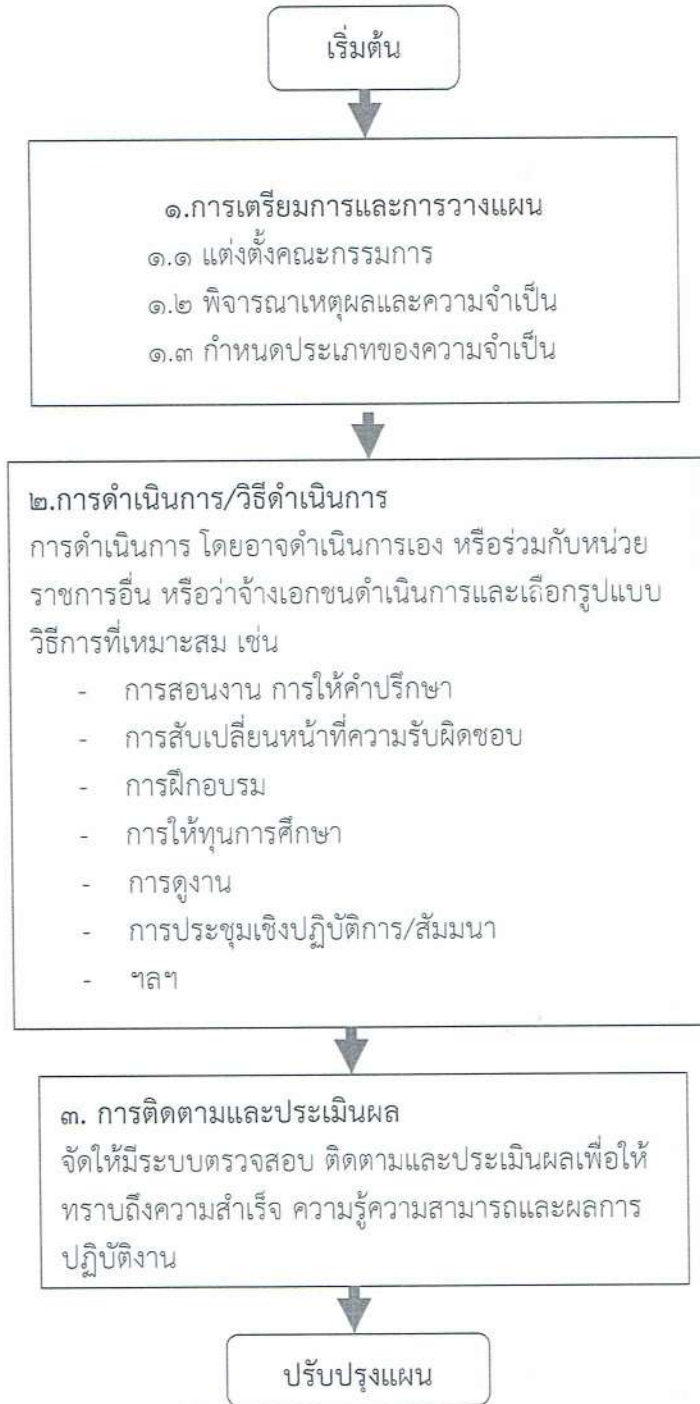 เริ่มต้น
๑.การเตรียมการและการวางแผน
๑.๑ แต่งตั้งคณะกรรมการ
๑.๒ พิจารณาเหตุผลและความจำเป็น
๑.๓ กำหนดประเภทของความจำเป็น
๒.การดำเนินการ/วิธีดำเนินการ
การดำเนินการ โดยอาจดำเนินการเอง หรือร่วมกับหน่วย
ราชการอื่น หรือว่าจ้างเอกชนดำเนินการและเลือกรูปแบบ
วิธีการที่เหมาะสม เช่น
- การสอนงาน การให้คำปรึกษา
- การสับเปลี่ยนหน้าที่ความรับผิดชอบ
- การฝึกอบรม
- การให้ทุนการศึกษา
- การดูงาน
- การประชุมเชิงปฏิบัติการ/สัมมนา
- ฯลฯ
๓. การติดตามและประเมินผล
จัดให้มีระบบตรวจสอบ ติดตามและประเมินผลเพื่อให้
ทราบถึงความสำเร็จ ความรู้ความสามารถและผลการ
ปฏิบัติงาน
ปรับปรุงแผน